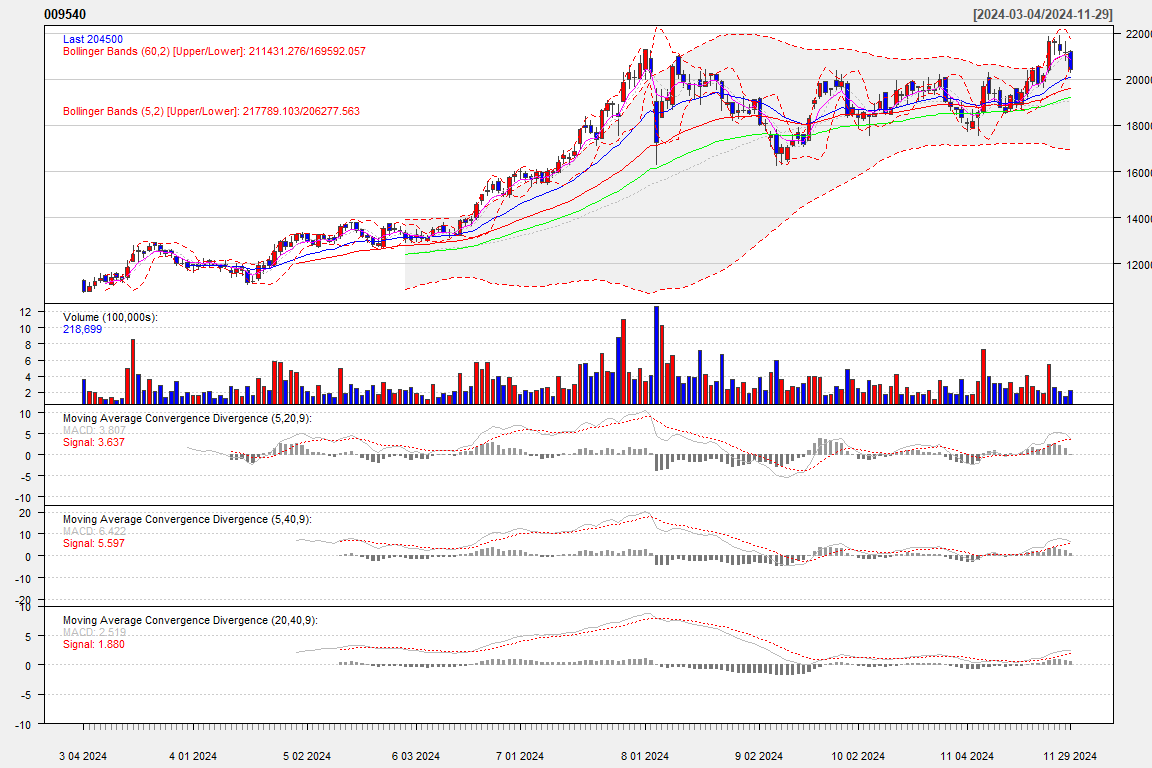 009540
[2024-03-04/2024-11-29]
Last 204500
Bollinger Bands (60,2) [Upper/Lower]: 211431.276/169592.057
Bollinger Bands (5,2) [Upper/Lower]: 217789.103/206277.563
22000
20000
18000
16000
14000
12000
Volume (100,000s):
218,699
12
10
8
6
4
2
Moving Average Convergence Divergence (5,20,9):
MACD: 3.807
Signal: 3.637
10
5
0
-5
-10
Moving Average Convergence Divergence (5,40,9):
MACD: 6.422
Signal: 5.597
20
10
0
-10
-20
Moving Average Convergence Divergence (20,40,9):
MACD: 2.519
Signal: 1.880
10
5
0
-5
-10
3 04 2024
4 01 2024
5 02 2024
6 03 2024
7 01 2024
8 01 2024
9 02 2024
10 02 2024
11 04 2024
11 29 2024